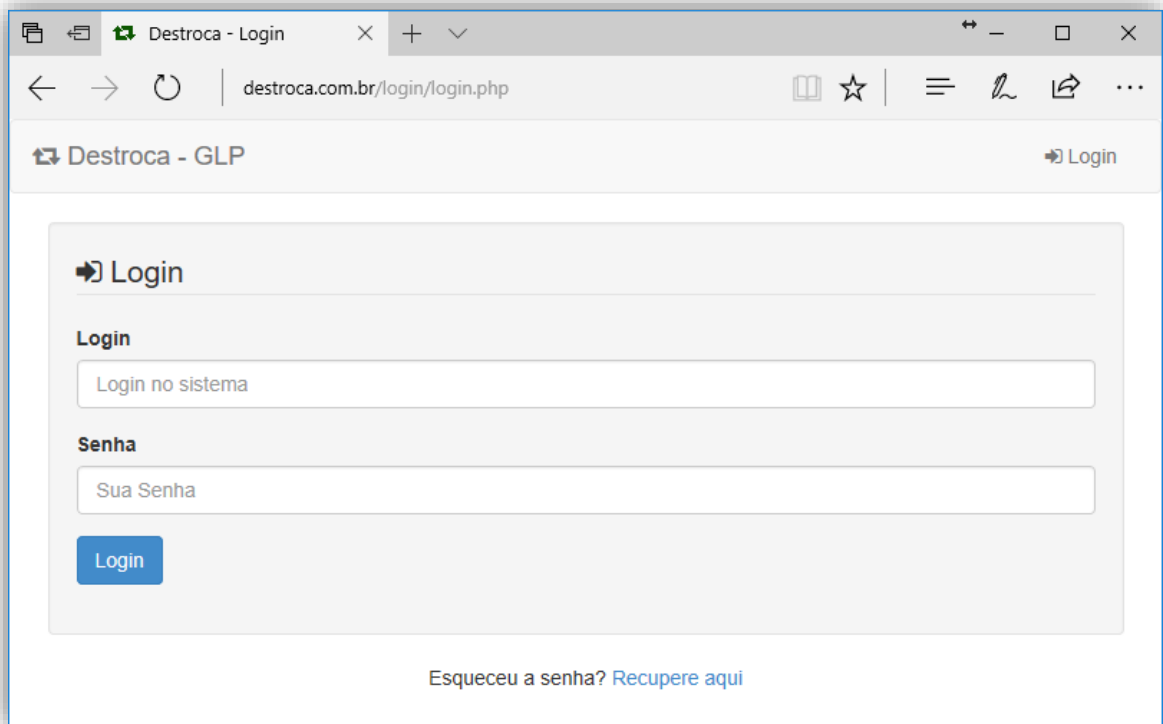 Destroca - Login
destroca.com.br/login/login.php
Destroca - GLP
Login
Login
Login
Login no sistema
Senha
Sua Senha
Login
Esqueceu a senha? Recupere aqui